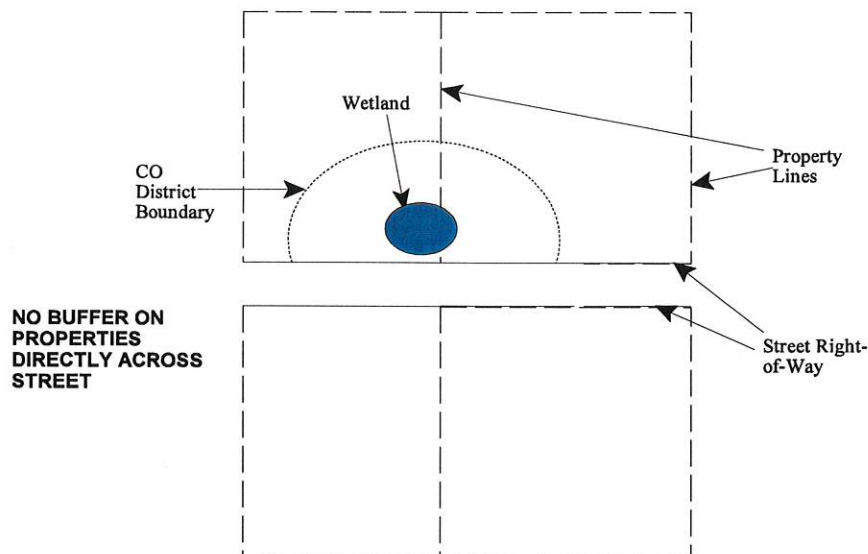 Wetland
CO
District
Boundary
Property
Lines
NO BUFFER ON
PROPERTIES
DIRECTLY ACROSS
STREET
Street Right-
of-Way